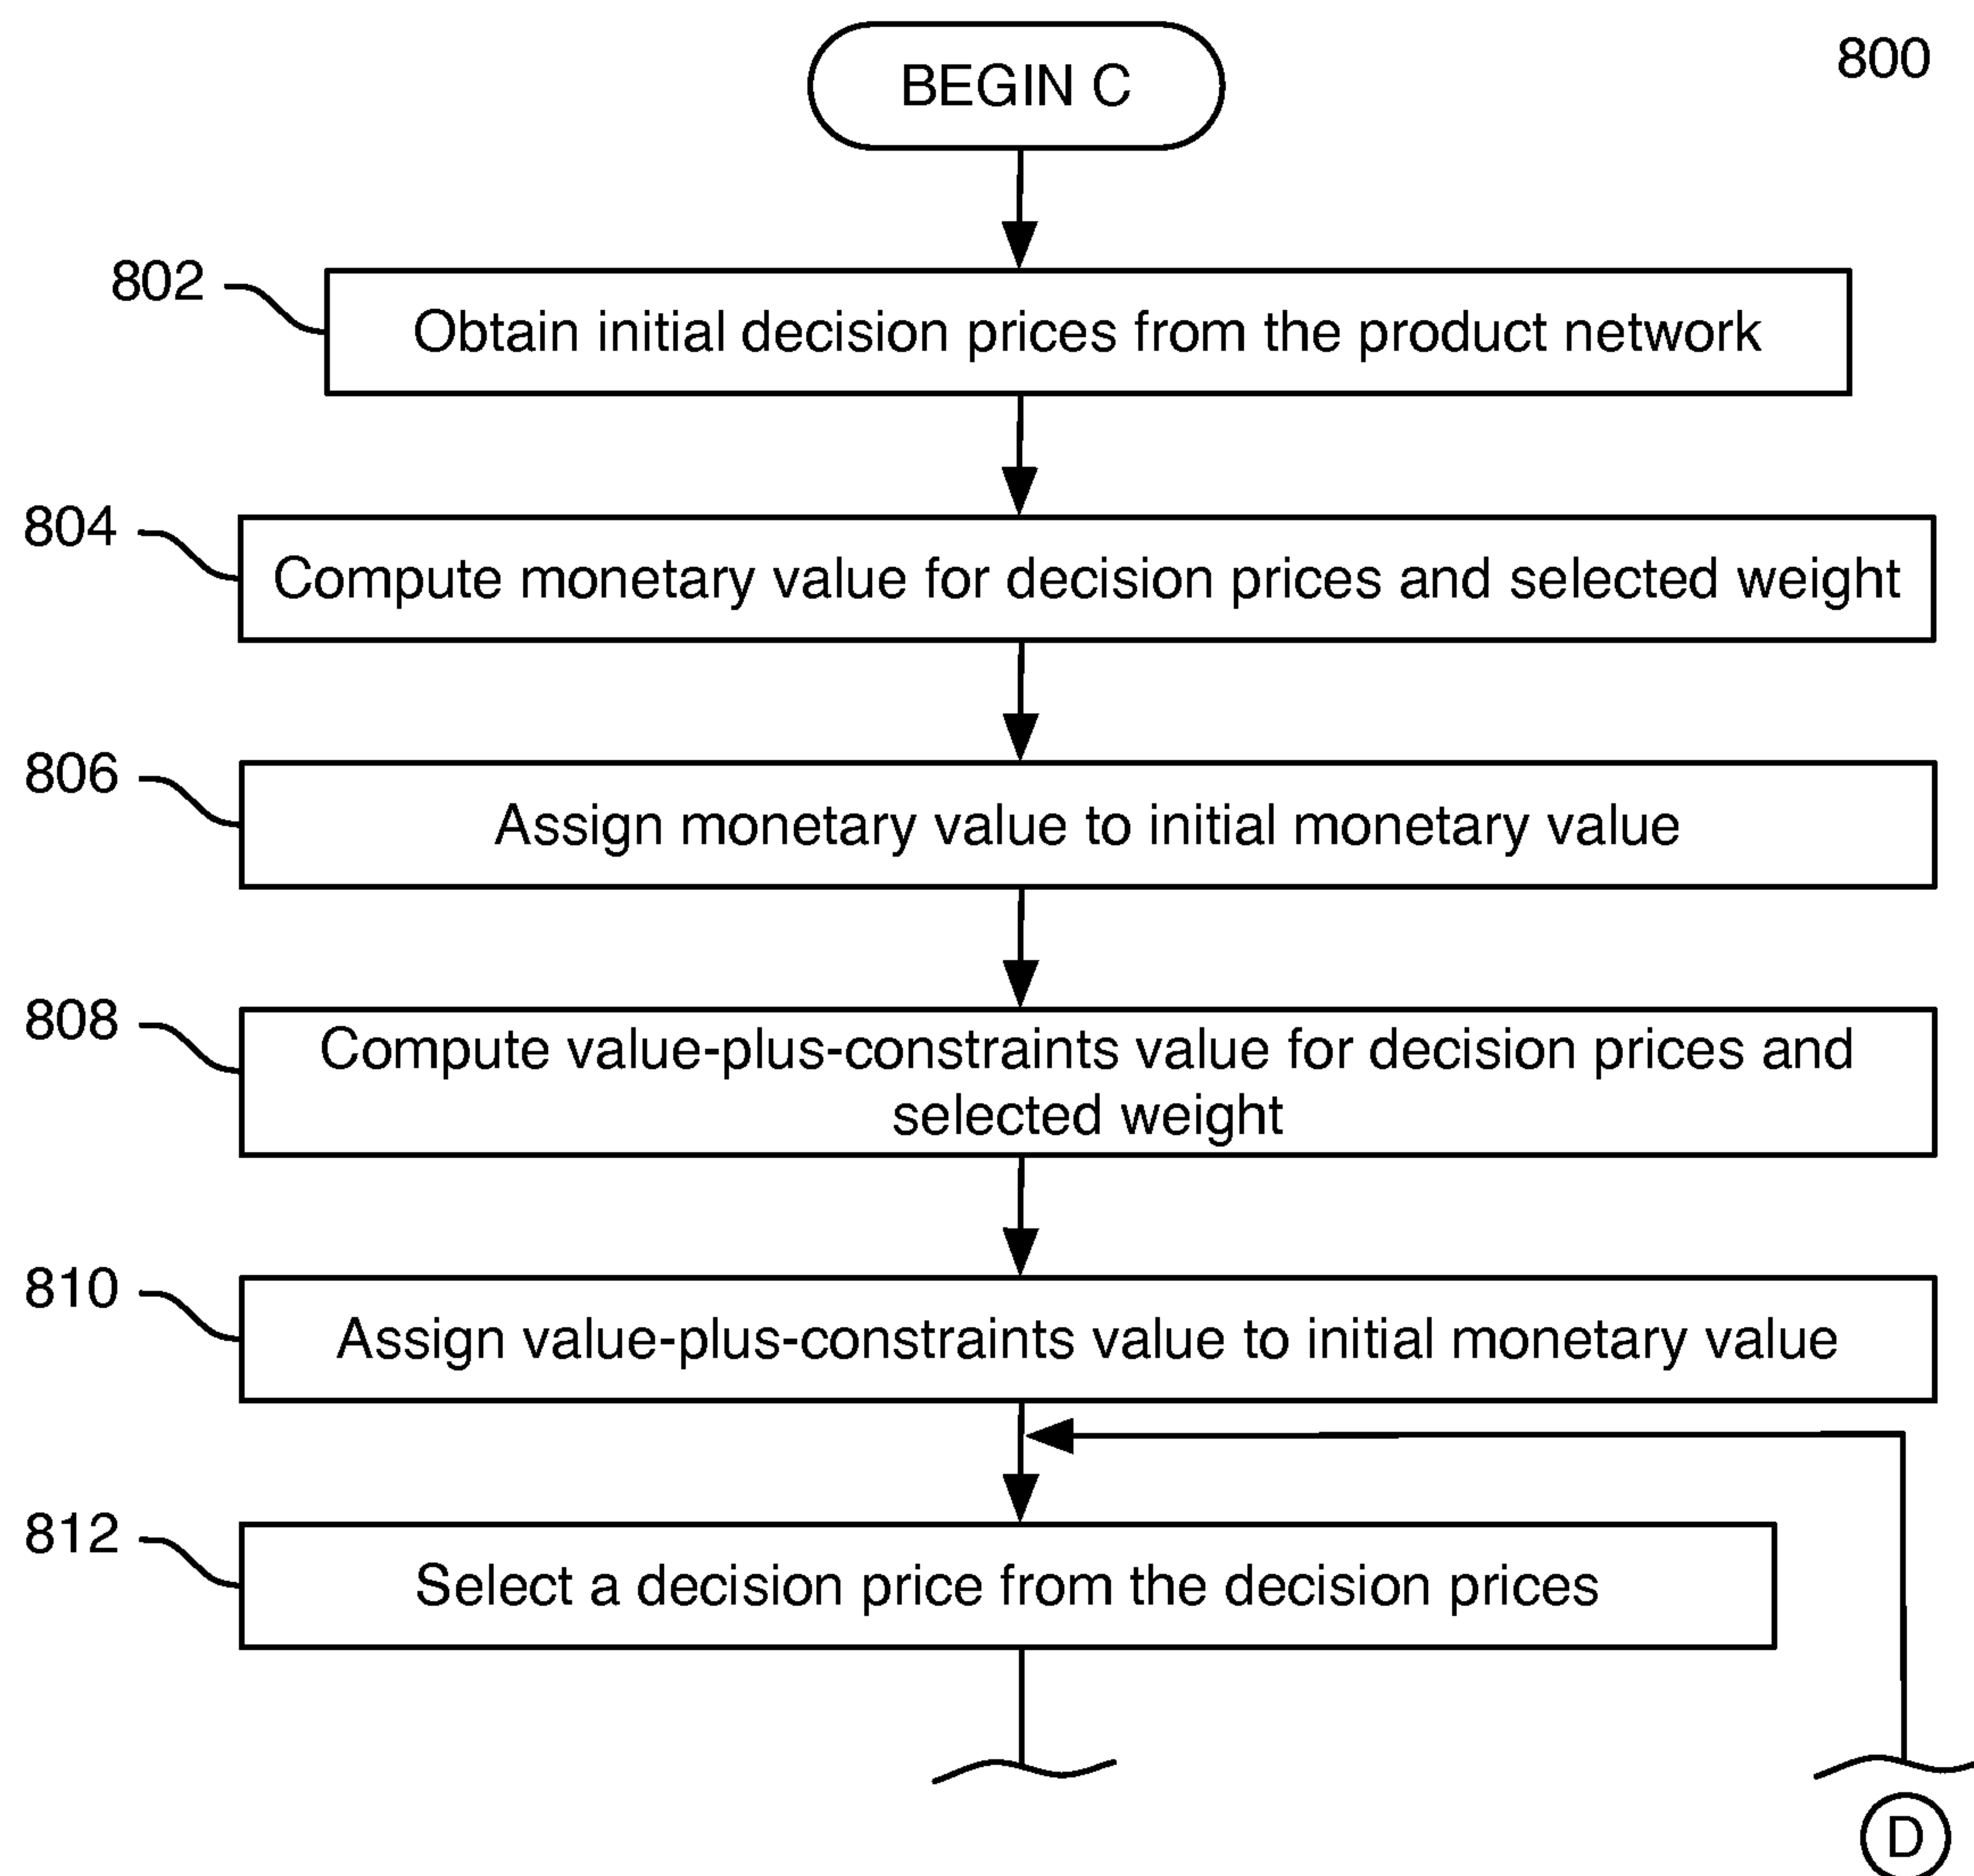 BEGIN C
800
802
Obtain initial decision prices from the product network
804
Compute monetary value for decision prices and selected weight
806
Assign monetary value to initial monetary value
808
Compute value-plus-constraints value for decision prices and
selected weight
810
Assign value-plus-constraints value to initial monetary value
812
Select a decision price from the decision prices
D